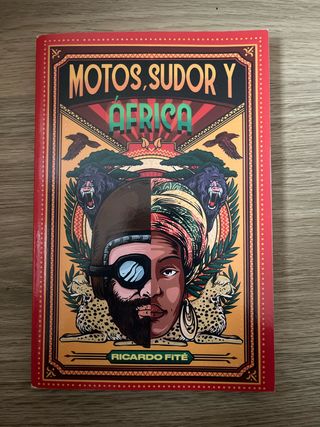 MOTOS, SUDOR Y
ÁFRICA
RICARDO FITÉ